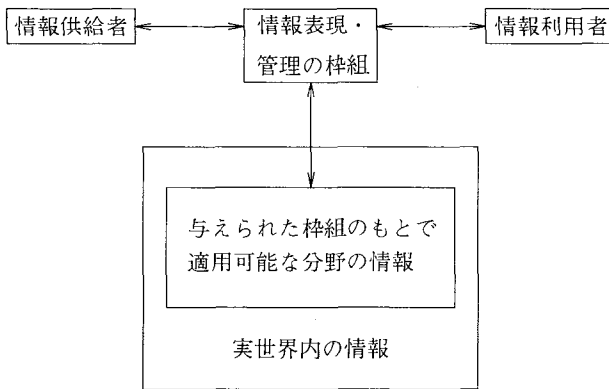 情報供給者
情報表現・
管理の枠組
情報利用者
与えられた枠組のもとで
適用可能な分野の情報
実世界内の情報